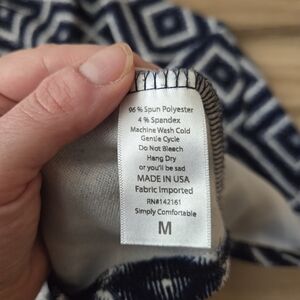 96 % Spun Polyester
4 % Spandex
Machine Wash Cold
Gentle Cycle
Do Not Bleach
Hang Dry
or you'll be sad
MADE IN USA
Fabric Imported
RN#142161
Simply Comfortable
M